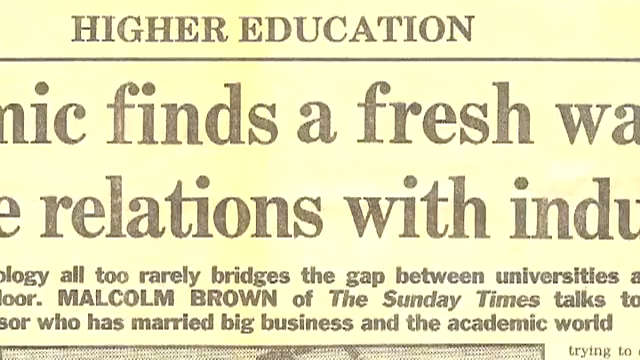 HIGHER EDUCATION
mic finds a fresh wa
e relations with indu
ology all too rarely bridges the gap between universities a
loor. MALCOLM BROWN of The Sunday Times talks to
sor who has married big business and the academic world
trying to